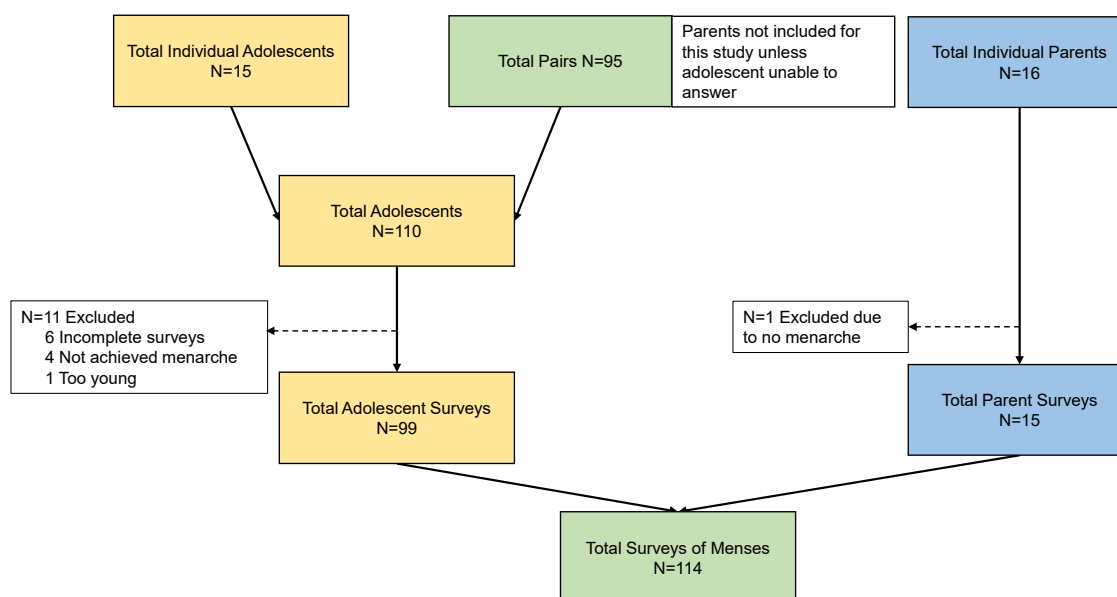 Total Individual Adolescents
N=15
Total Pairs N=95
Parents not included for
this study unless
adolescent unable to
answer
Total Individual Parents
N=16
Total Adolescents
N=110
N=11 Excluded
6 Incomplete surveys
4 Not achieved menarche
1 Too young
N=1 Excluded due
to no menarche
Total Adolescent Surveys
N=99
Total Parent Surveys
N=15
Total Surveys of Menses
N=114